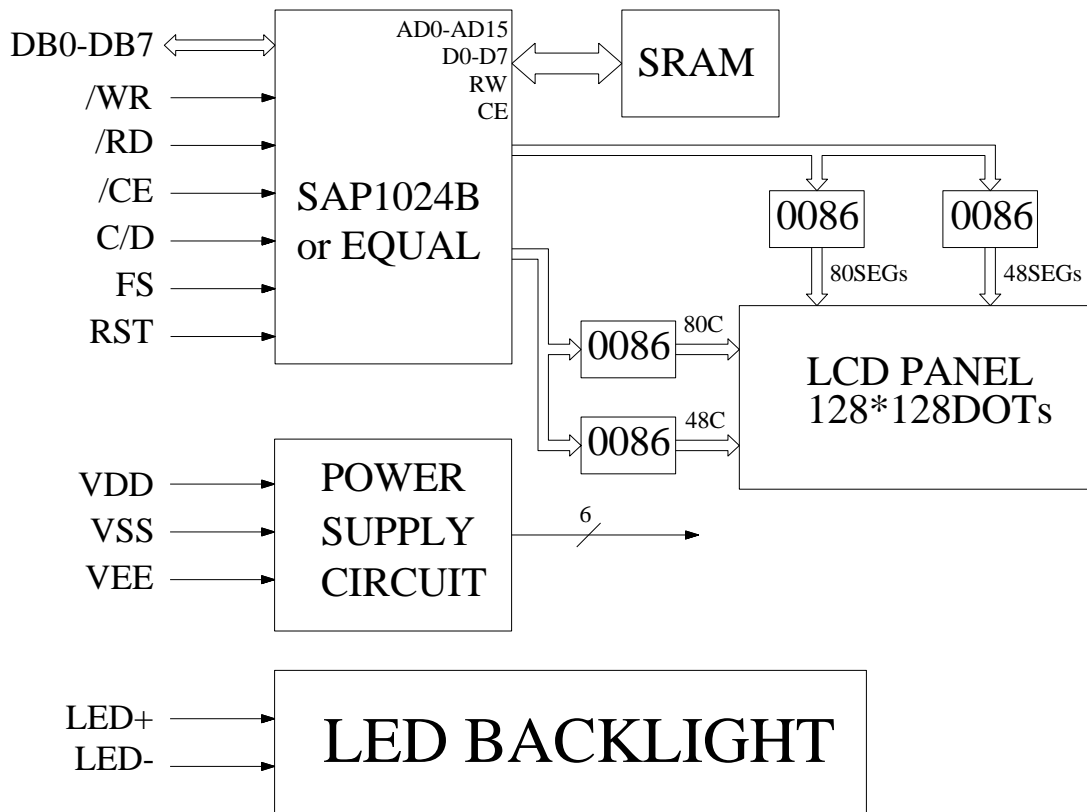 DB0-DB7
/WR
/RD
/CE
C/D
FS
RST
SAP1024B
or EQUAL
AD0-AD15
D0-D7
RW
CE
SRAM
0086
0086
80SEGs
48SEGs
0086
80C
0086
48C
LCD PANEL
128*128DOTs
VDD
VSS
VEE
POWER
SUPPLY
CIRCUIT
6
LED+
LED-
LED BACKLIGHT